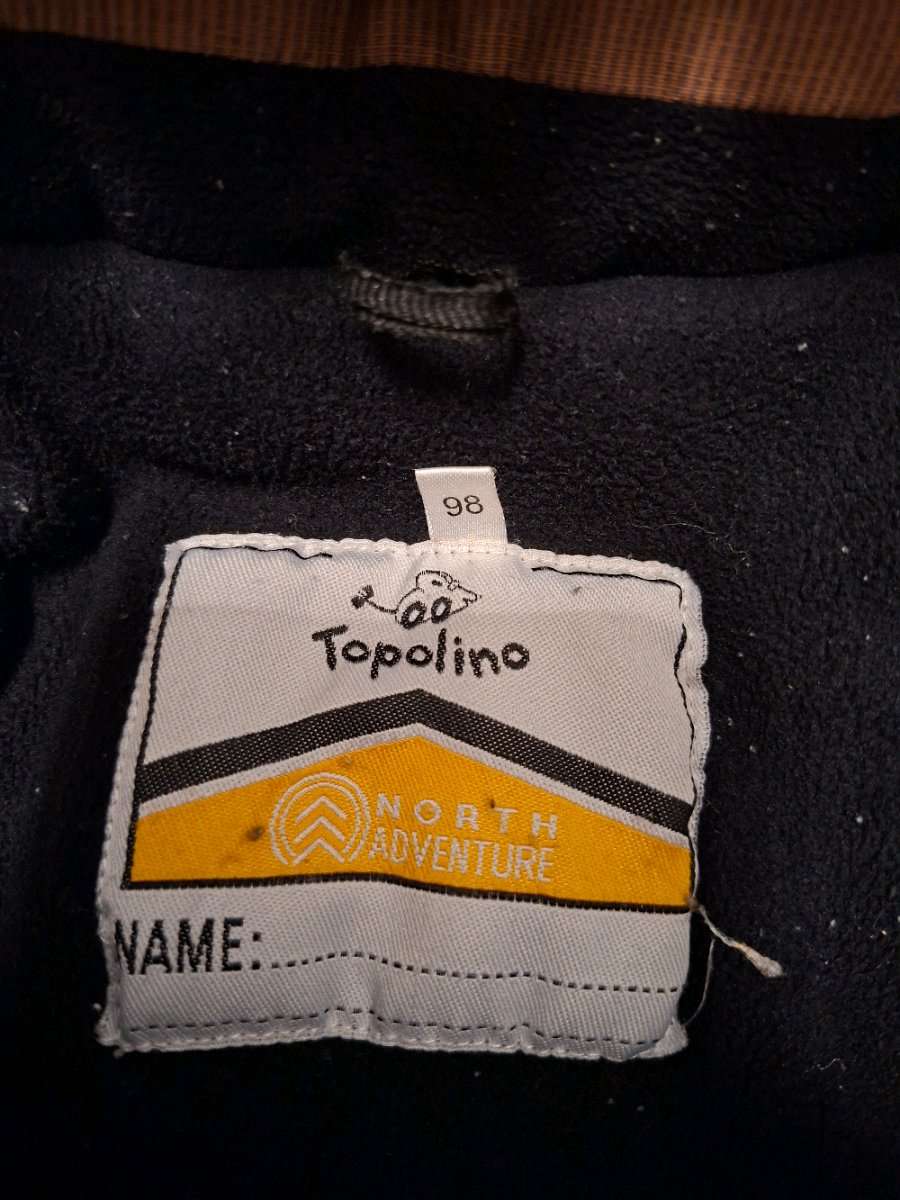 98
Topolino
NORTH
ADVENTURE
NAME: